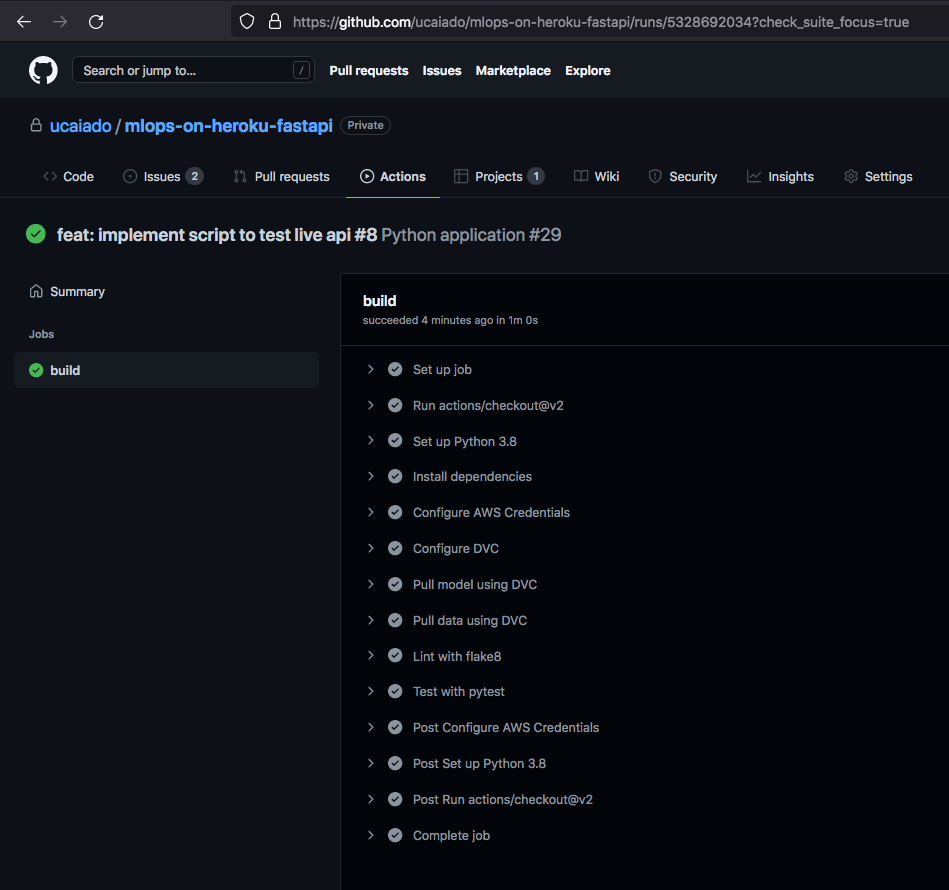 https://github.com/ucaiado/mlops-on-heroku-fastapi/runs/5328692034?check_suite_focus=true
Search or jump to... / Pull requests Issues Marketplace Explore
ucaiado / mlops-on-heroku-fastapi Private
Code Issues 2 Pull requests Actions Projects 1 Wiki Security Insights Settings
feat: implement script to test live api #8 Python application #29
Summary
Jobs
build
build
succeeded 4 minutes ago in 1m 0s
Set up job
Run actions/checkout@v2
Set up Python 3.8
Install dependencies
Configure AWS Credentials
Configure DVC
Pull model using DVC
Pull data using DVC
Lint with flake8
Test with pytest
Post Configure AWS Credentials
Post Set up Python 3.8
Post Run actions/checkout@v2
Complete job